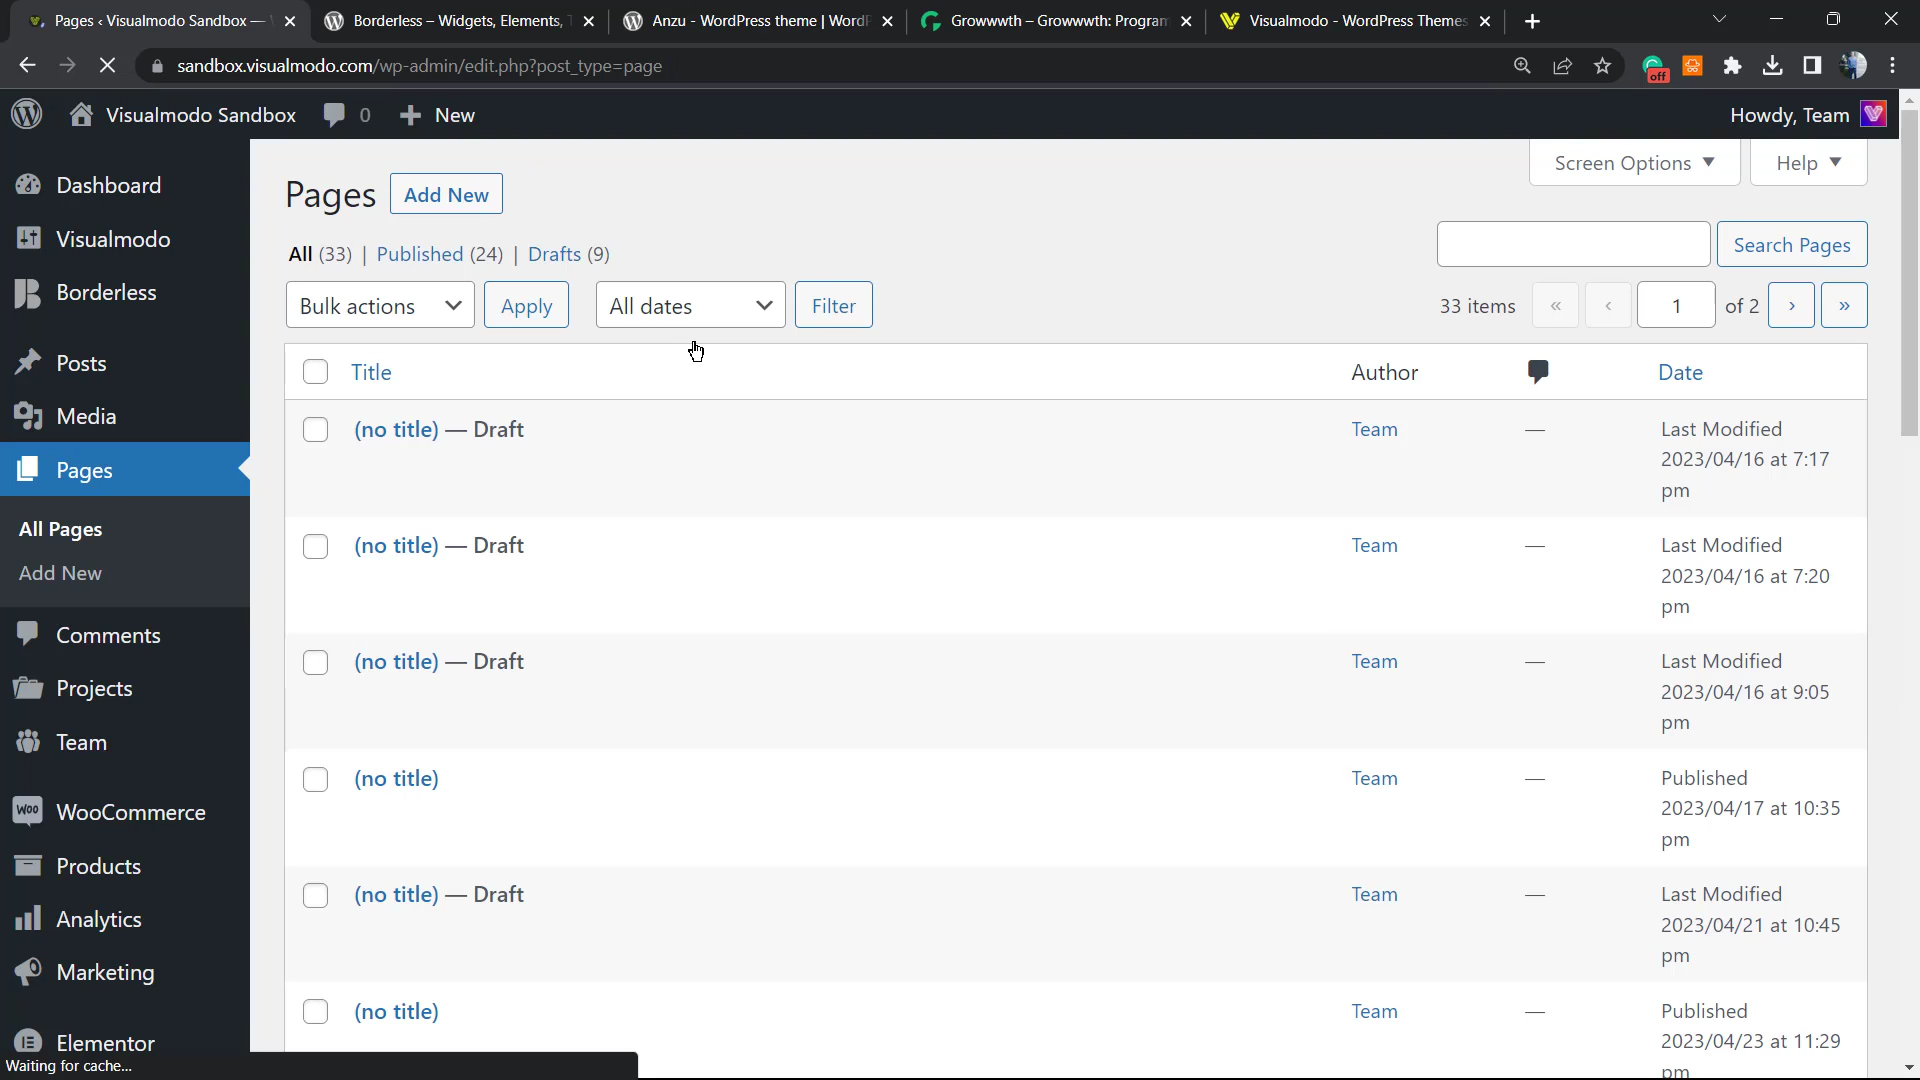 Pages ‹ Visualmodo Sandbox —
Borderless – Widgets, Elements, T
Anzu - WordPress theme | WordP
Growwwth – Growwwth: Program
Visualmodo - WordPress Themes
sandbox.visualmodo.com/wp-admin/edit.php?post_type=page
off
Visualmodo Sandbox
0
New
Howdy, Team
Dashboard
Visualmodo
Borderless
Posts
Media
Pages
All Pages
Add New
Comments
Projects
Team
Woo WooCommerce
Products
Analytics
Marketing
Elementor
Waiting for cache...
Screen Options
Help
Pages
Add New
All (33) | Published (24) | Drafts (9)
Search Pages
Bulk actions
Apply
All dates
Filter
33 items
«
‹
1
of 2
›
»
Title
Author
Date
(no title) — Draft
Team
—
Last Modified
2023/04/16 at 7:17
pm
(no title) — Draft
Team
—
Last Modified
2023/04/16 at 7:20
pm
(no title) — Draft
Team
—
Last Modified
2023/04/16 at 9:05
pm
(no title)
Team
—
Published
2023/04/17 at 10:35
pm
(no title) — Draft
Team
—
Last Modified
2023/04/21 at 10:45
pm
(no title)
Team
—
Published
2023/04/23 at 11:29
pm